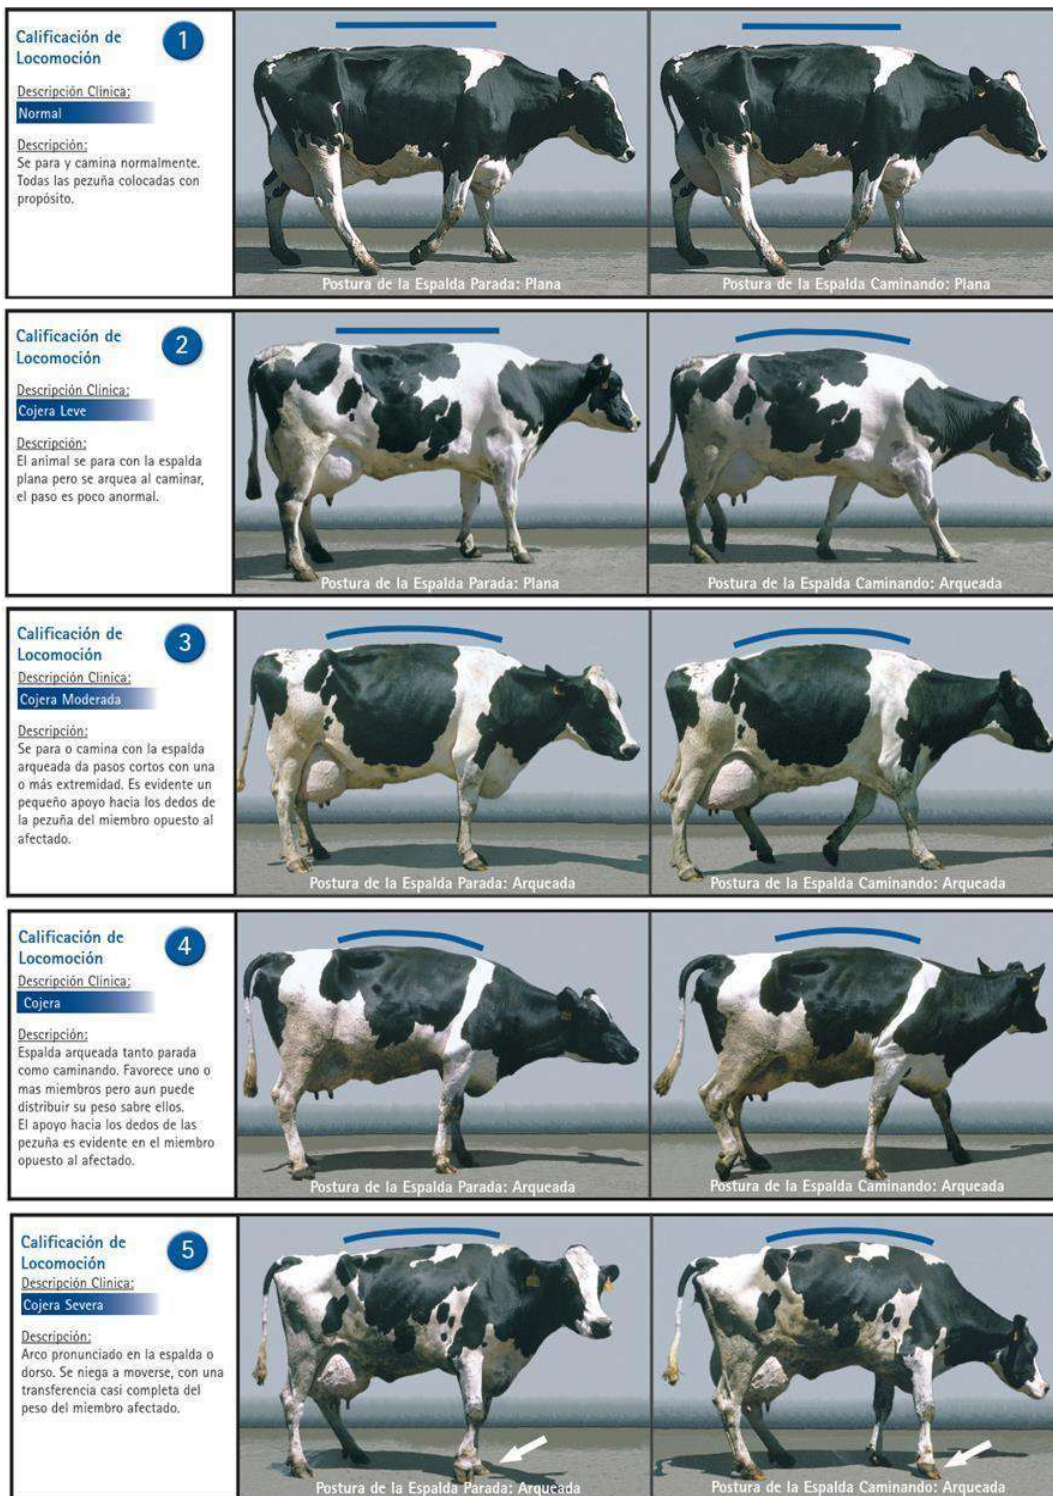 Calificación de
Locomoción
1
Descripción Clinica:
Normal
Descripción:
Se para y camina normalmente.
Todas las pezuña colocadas con
propósito.
Postura de la Espalda Parada: Plana
Postura de la Espalda Caminando: Plana
Calificación de
Locomoción
2
Descripción Clinica:
Cojera Leve
Descripción:
El animal se para con la espalda
plana pero se arquea al caminar,
el paso es poco anormal.
Postura de la Espalda Parada: Plana
Postura de la Espalda Caminando: Arqueada
Calificación de
Locomoción
3
Descripción Clinica:
Cojera Moderada
Descripción:
Se para o camina con la espalda
arqueada da pasos cortos con una
o más extremidad. Es evidente un
pequeño apoyo hacia los dedos de
la pezuña del miembro opuesto al
afectado.
Postura de la Espalda Parada: Arqueada
Postura de la Espalda Caminando: Arqueada
Calificación de
Locomoción
4
Descripción Clinica:
Cojera
Descripción:
Espalda arqueada tanto parada
como caminando. Favorece uno o
mas miembros pero aun puede
distribuir su peso sobre ellos.
El apoyo hacia los dedos de las
pezuña es evidente en el miembro
opuesto al afectado.
Postura de la Espalda Parada: Arqueada
Postura de la Espalda Caminando: Arqueada
Calificación de
Locomoción
5
Descripción Clinica:
Cojera Severa
Descripción:
Arco pronunciado en la espalda o
dorso. Se niega a moverse, con una
transferencia casi completa del
peso del miembro afectado.
Postura de la Espalda Parada: Arqueada
Postura de la Espalda Caminando: Arqueada